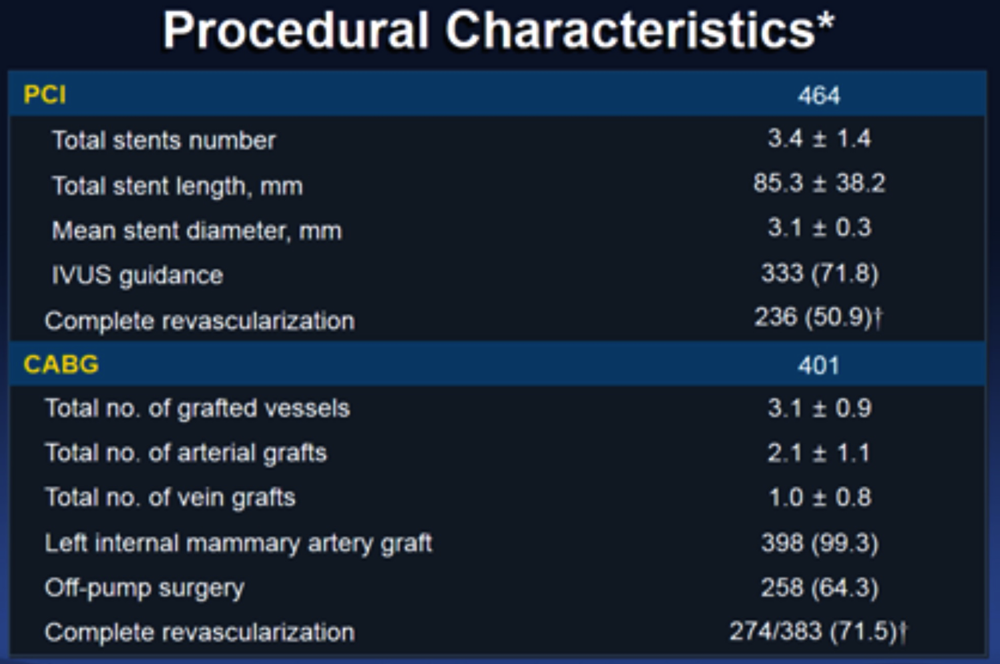 Procedural Characteristics*
PCI 464
Total stents number 3.4 ± 1.4
Total stent length, mm 85.3 ± 38.2
Mean stent diameter, mm 3.1 ± 0.3
IVUS guidance 333 (71.8)
Complete revascularization 236 (50.9)†
CABG 401
Total no. of grafted vessels 3.1 ± 0.9
Total no. of arterial grafts 2.1 ± 1.1
Total no. of vein grafts 1.0 ± 0.8
Left internal mammary artery graft 398 (99.3)
Off-pump surgery 258 (64.3)
Complete revascularization 274/383 (71.5)†